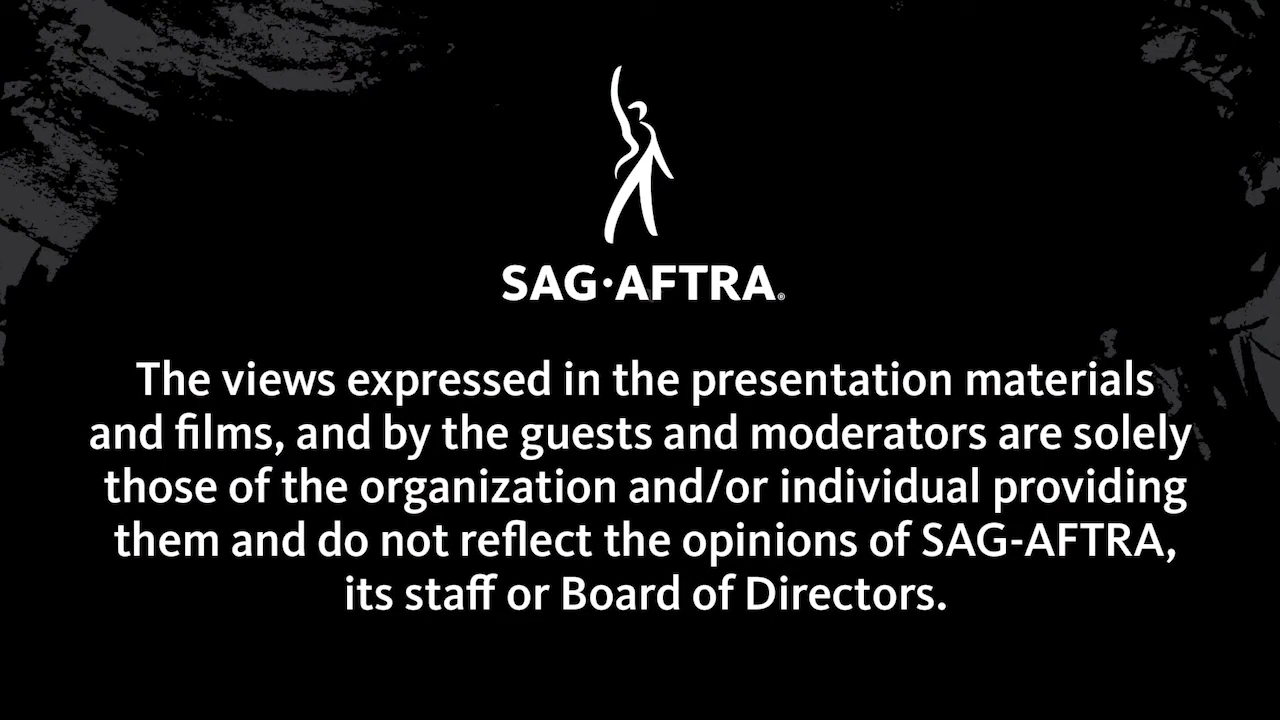 SAG·AFTRA®
The views expressed in the presentation materials
and films, and by the guests and moderators are solely
those of the organization and/or individual providing
them and do not reflect the opinions of SAG-AFTRA,
its staff or Board of Directors.